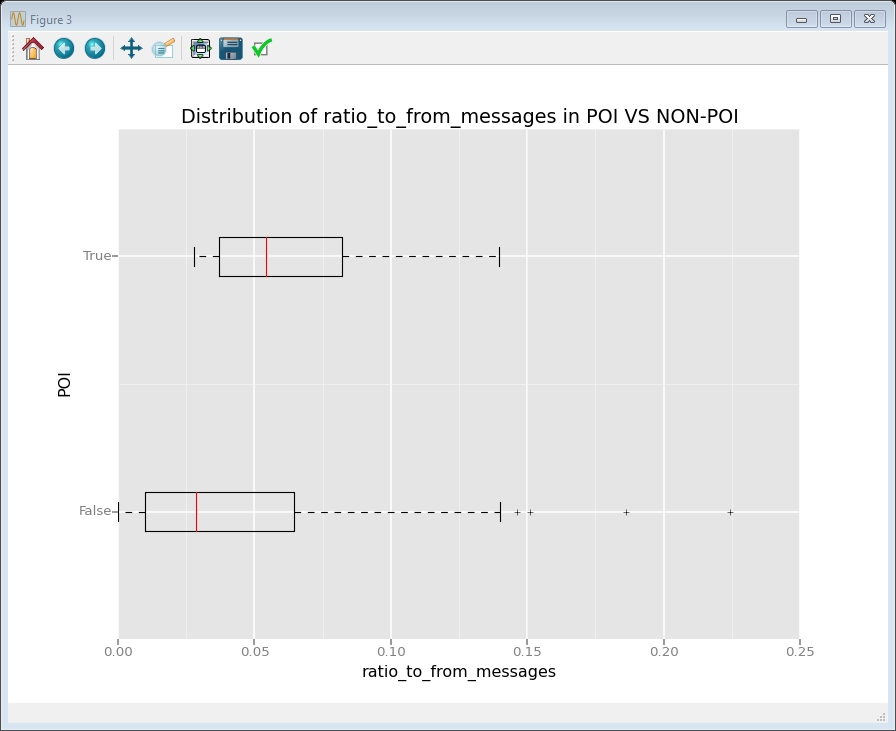 Figure 3
Distribution of ratio_to_from_messages in POI VS NON-POI
True
POI
False
0.00 0.05 0.10 0.15 0.20 0.25
ratio_to_from_messages